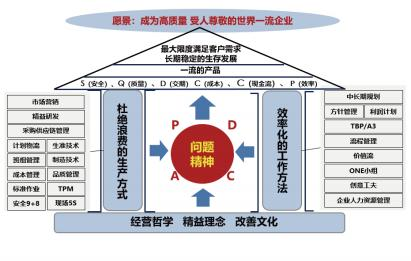 愿景：成为高质量 受人尊敬的世界一流企业
最大限度满足客户需求
长期稳定的生存发展
一流的产品
S（安全）、Q（质量）、D（交期）C（成本）、C（现金流）、P（效率）
市场营销
精益研发
采购供应链管理
计划物流 生准技术
班组管理 制造技术
成本管理 品质管理
标准作业 TPM
安全9+8 现场5S
杜绝浪费的生产方式
P D
问题
精神
A C
效率化的工作方法
中长期规划
方针管理 利润计划
TBP/A3
流程管理
价值流
ONE小组
创意工夫
企业人力资源管理
经营哲学 精益理念 改善文化